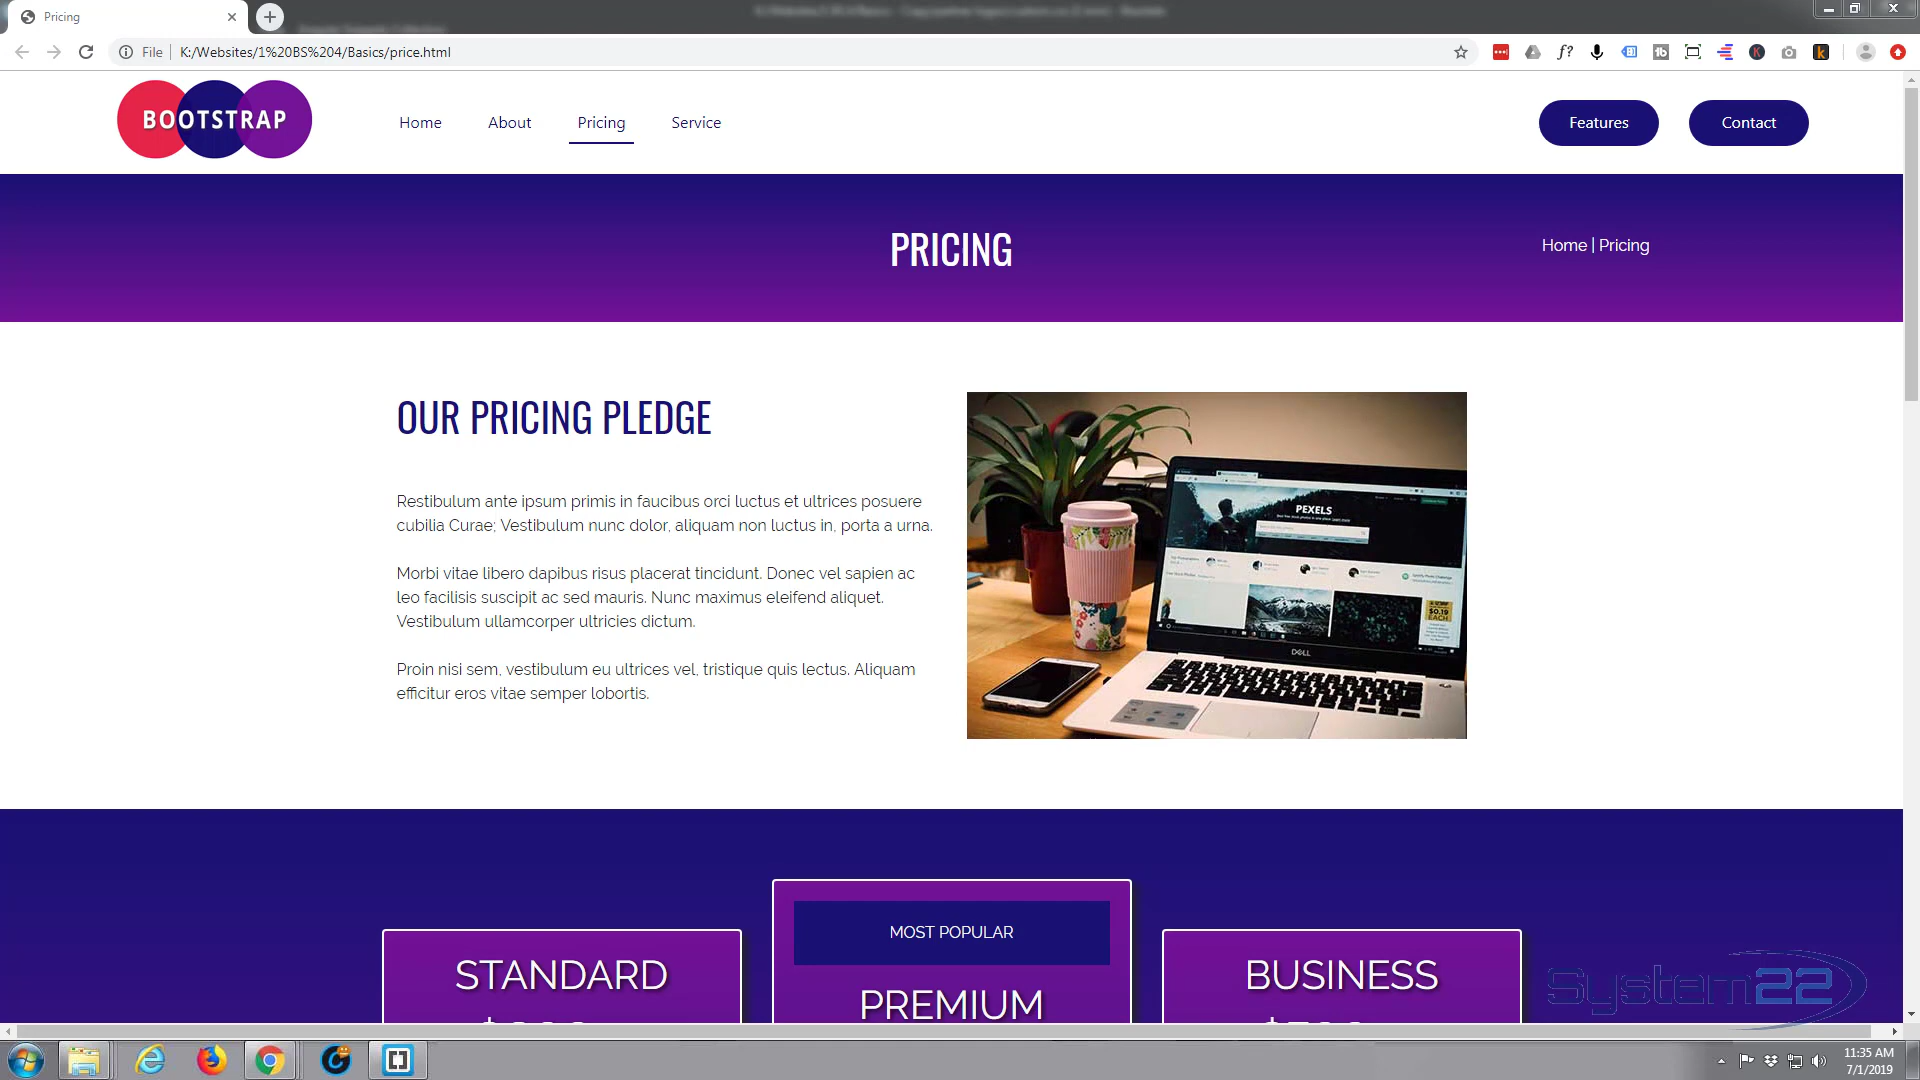 Pricing
File
K:/Websites/1%20BS%204/Basics/price.html
BOOTSTRAP
Home
About
Pricing
Service
Features
Contact
PRICING
Home | Pricing
OUR PRICING PLEDGE
Restibulum ante ipsum primis in faucibus orci luctus et ultrices posuere
cubilia Curae; Vestibulum nunc dolor, aliquam non luctus in, porta a urna.
Morbi vitae libero dapibus risus placerat tincidunt. Donec vel sapien ac
leo facilisis suscipit ac sed mauris. Nunc maximus eleifend aliquet.
Vestibulum ullamcorper ultricies dictum.
Proin nisi sem, vestibulum eu ultrices vel, tristique quis lectus. Aliquam
efficitur eros vitae semper lobortis.
PEXELS
$0.19
EACH
DELL
MOST POPULAR
STANDARD
PREMIUM
BUSINESS
System22
11:35 AM
7/1/2019